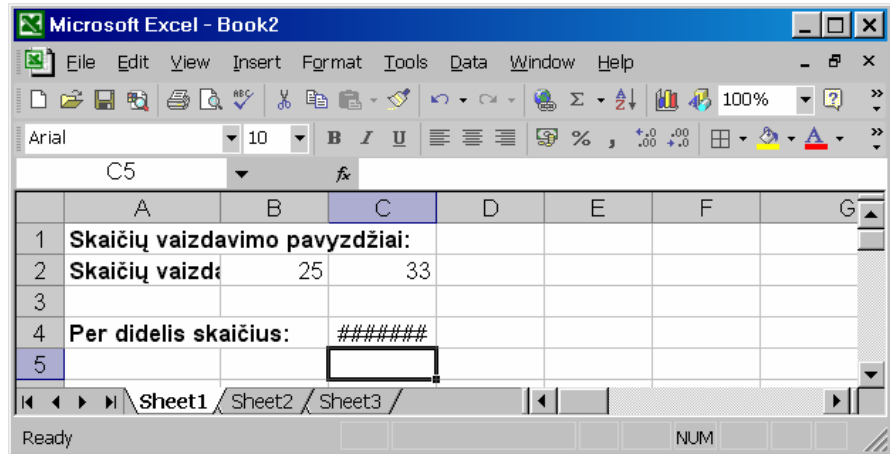 Microsoft Excel - Book2
File Edit View Insert Format Tools Data Window Help
100%
Arial 10 B I U % ,
C5 fx
A B C D E F G
1 Skaičių vaizdavimo pavyzdžiai:
2 Skaičių vaizda 25 33
3
4 Per didelis skaičius: #######
5
Sheet1 Sheet2 Sheet3
Ready NUM